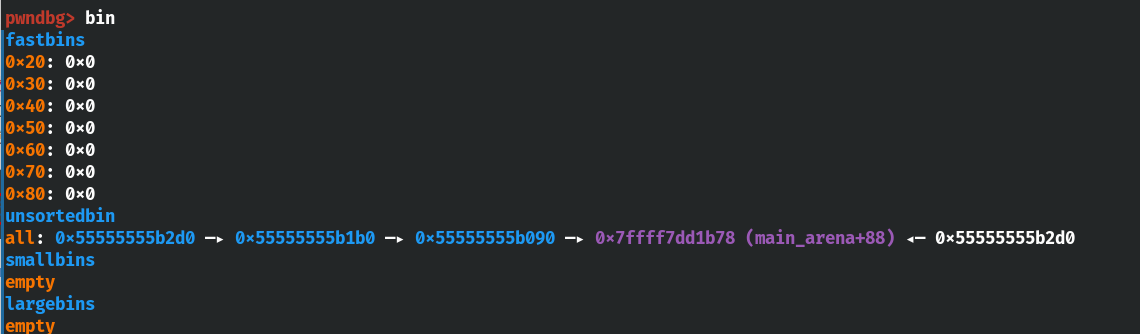 pwndbg> bin
fastbins
0x20: 0x0
0x30: 0x0
0x40: 0x0
0x50: 0x0
0x60: 0x0
0x70: 0x0
0x80: 0x0
unsortedbin
all: 0x55555555b2d0 —▸ 0x55555555b1b0 —▸ 0x55555555b090 —▸ 0x7ffff7dd1b78 (main_arena+88) ◂— 0x55555555b2d0
smallbins
empty
largebins
empty